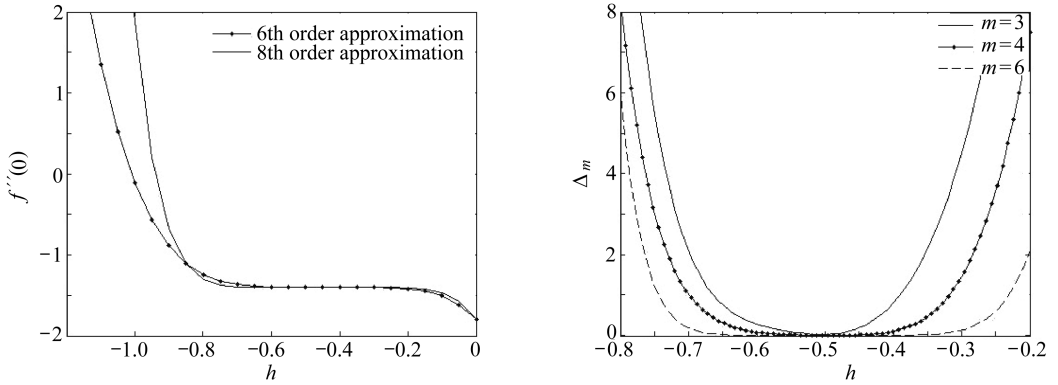 2
1
0
−1
−2
f´´(0)
6th order approximation
8th order approximation
−1.0
−0.8
−0.6
−0.4
−0.2
0
h
8
6
4
2
0
Δm
m=3
m=4
m=6
−0.8
−0.7
−0.6
−0.5
−0.4
−0.3
−0.2
h